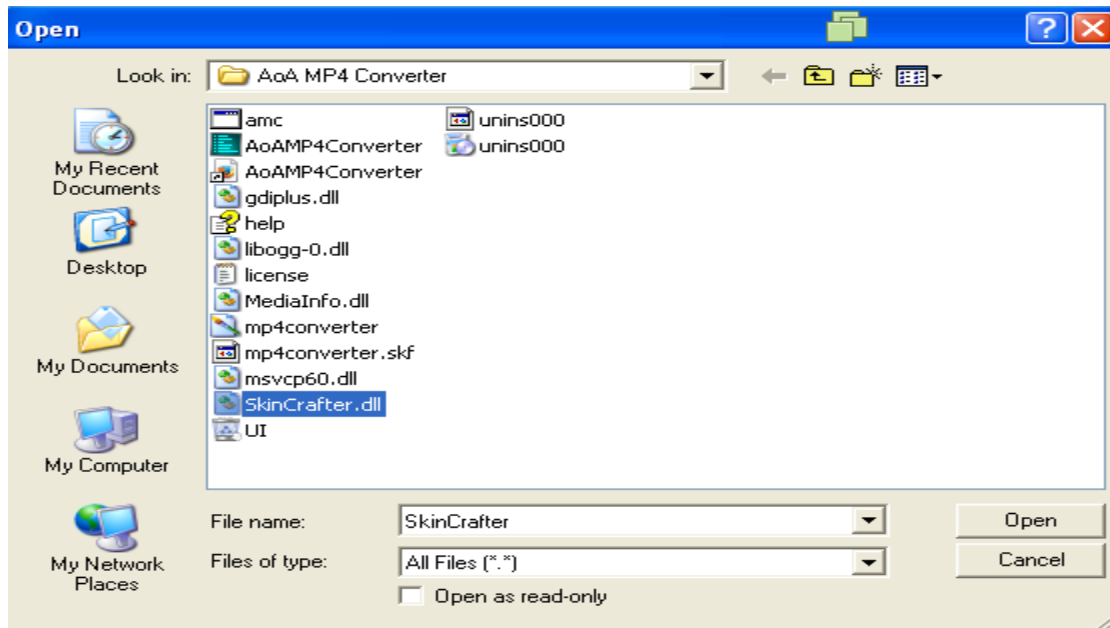 Open
Look in: AoA MP4 Converter
My Recent
Documents
Desktop
My Documents
My Computer
My Network
Places
amc
AoAMP4Converter
AoAMP4Converter
gdiplus.dll
help
libogg-0.dll
license
MediaInfo.dll
mp4converter
mp4converter.skf
msvcp60.dll
SkinCrafter.dll
UI
unins000
unins000
File name: SkinCrafter
Open
Files of type: All Files (*.*)
Cancel
Open as read-only